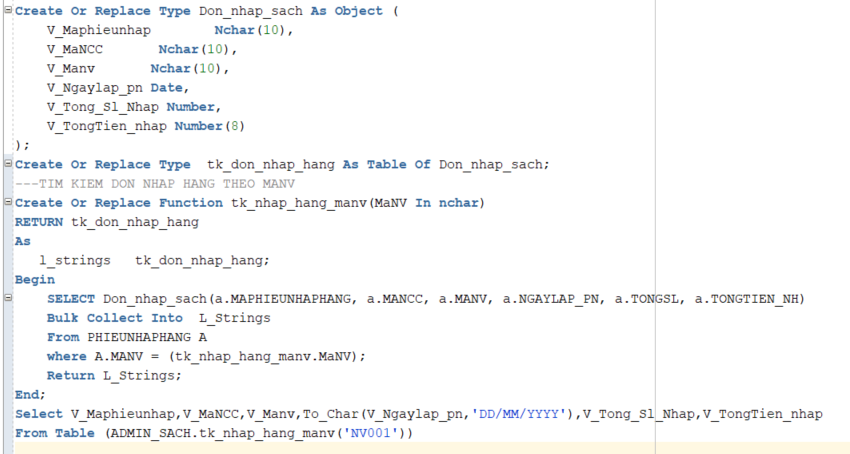 Create Or Replace Type Don_nhap_sach As Object (
V_Maphieunhap Nchar(10),
V_MaNCC Nchar(10),
V_Manv Nchar(10),
V_Ngaylap_pn Date,
V_Tong_Sl_Nhap Number,
V_TongTien_nhap Number(8)
);
Create Or Replace Type tk_don_nhap_hang As Table Of Don_nhap_sach;
---TIM KIEM DON NHAP HANG THEO MANV
Create Or Replace Function tk_nhap_hang_manv(MaNV In nchar)
RETURN tk_don_nhap_hang
As
l_strings tk_don_nhap_hang;
Begin
SELECT Don_nhap_sach(a.MAPHIEUNHAPHANG, a.MANCC, a.MANV, a.NGAYLAP_PN, a.TONGSL, a.TONGTIEN_NH)
Bulk Collect Into L_Strings
From PHIEUNHAPHANG A
where A.MANV = (tk_nhap_hang_manv.MaNV);
Return L_Strings;
End;
Select V_Maphieunhap,V_MaNCC,V_Manv,To_Char(V_Ngaylap_pn,'DD/MM/YYYY'),V_Tong_Sl_Nhap,V_TongTien_nhap
From Table (ADMIN_SACH.tk_nhap_hang_manv('NV001'))